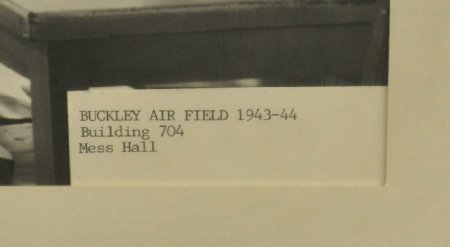 BUCKLEY AIR FIELD 1943-44
Building 704
Mess Hall